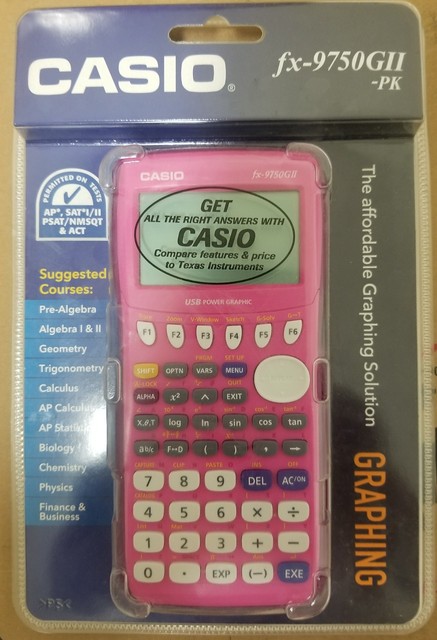 CASIO®
fx-9750GII
-PK
PERMITTED ON TESTS
AP*, SAT*I/II
PSAT/NMSQT
& ACT
Suggested
Courses:
Pre-Algebra
Algebra I & II
Geometry
Trigonometry
Calculus
AP Calculus
AP Statistics
Biology
Chemistry
Physics
Finance &
Business
The affordable Graphing Solution
GRAPHING
CASIO fx-9750GII
GET
ALL THE RIGHT ANSWERS WITH
CASIO
Compare features & price
to Texas Instruments
USB POWER GRAPHIC
F1 F2 F3 F4 F5 F6
SET UP
SHIFT OPTN VARS MENU
QUIT
ALPHA x² ^ EXIT
X,θ,T log ln sin cos tan
a b/c F↔D ( ) , →
7 8 9 DEL AC/ON
4 5 6 × ÷
1 2 3 + −
0 . EXP (−) EXE
>PS<